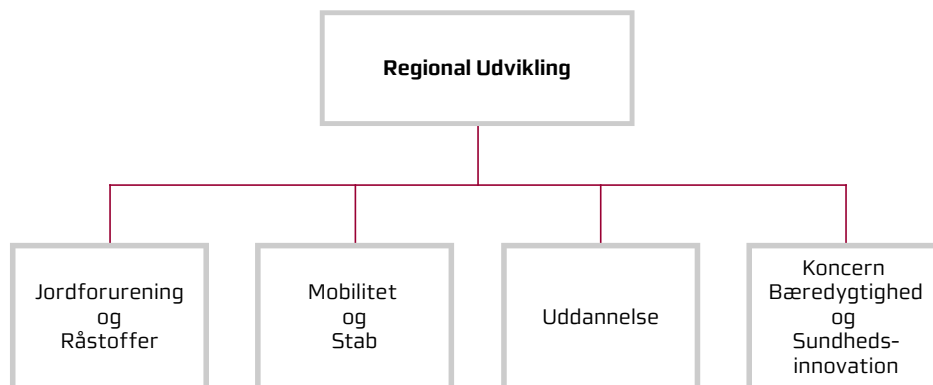 Regional Udvikling
Jordforurening
og
Råstoffer
Mobilitet
og
Stab
Uddannelse
Koncern
Bæredygtighed
og
Sundheds-
innovation